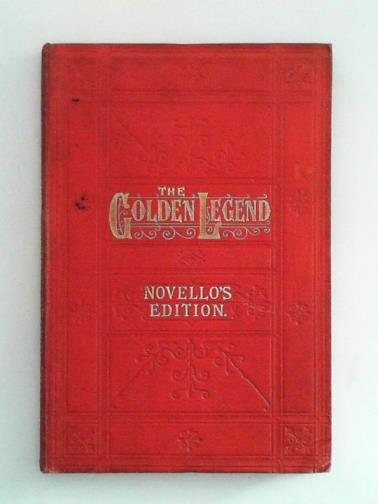 THE
GOLDEN LEGEND
NOVELLO'S
EDITION.